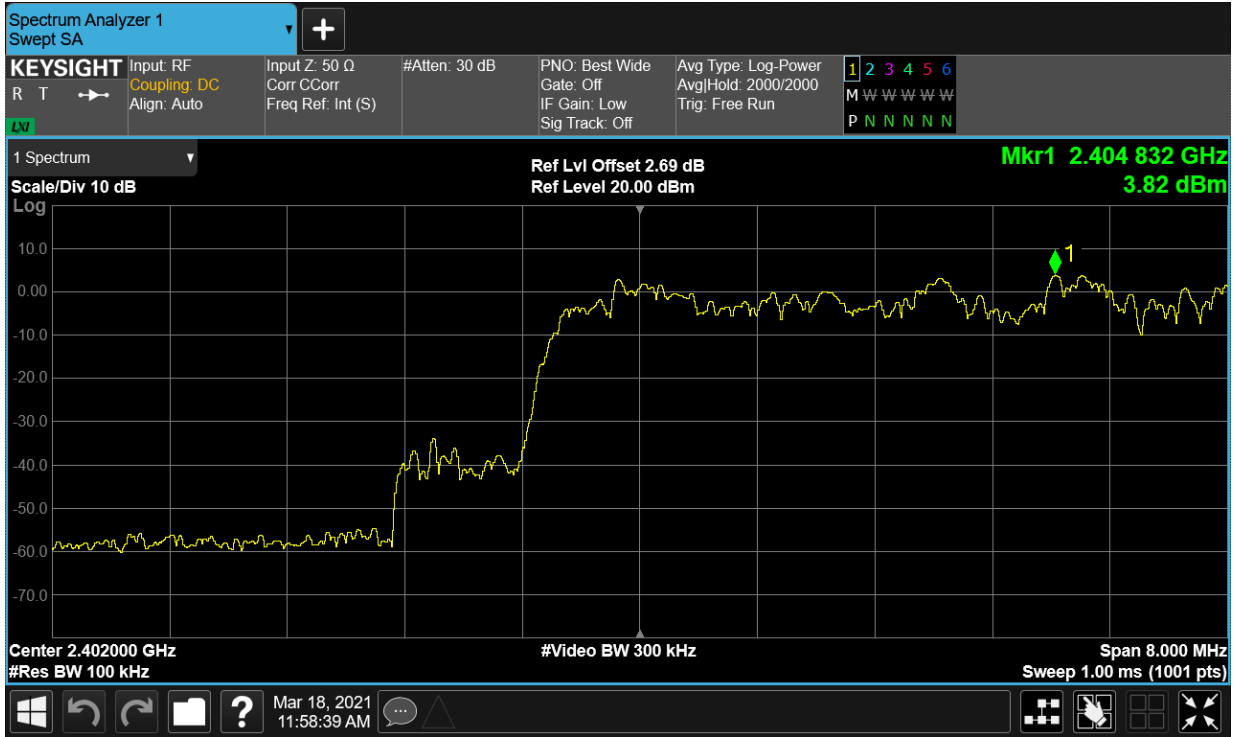 Spectrum Analyzer 1
Swept SA
▼
+
KEYSIGHT
R T
LXI
Input: RF
Coupling: DC
Align: Auto
Input Z: 50 Ω
Corr CCorr
Freq Ref: Int (S)
#Atten: 30 dB
PNO: Best Wide
Gate: Off
IF Gain: Low
Sig Track: Off
Avg Type: Log-Power
Avg|Hold: 2000/2000
Trig: Free Run
1 2 3 4 5 6
M W W W W W
P N N N N N
1 Spectrum ▼
Scale/Div 10 dB
Log
Ref Lvl Offset 2.69 dB
Ref Level 20.00 dBm
Mkr1 2.404 832 GHz
3.82 dBm
1
10.0
0.00
-10.0
-20.0
-30.0
-40.0
-50.0
-60.0
-70.0
Center 2.402000 GHz
#Res BW 100 kHz
#Video BW 300 kHz
Span 8.000 MHz
Sweep 1.00 ms (1001 pts)
?
Mar 18, 2021
11:58:39 AM